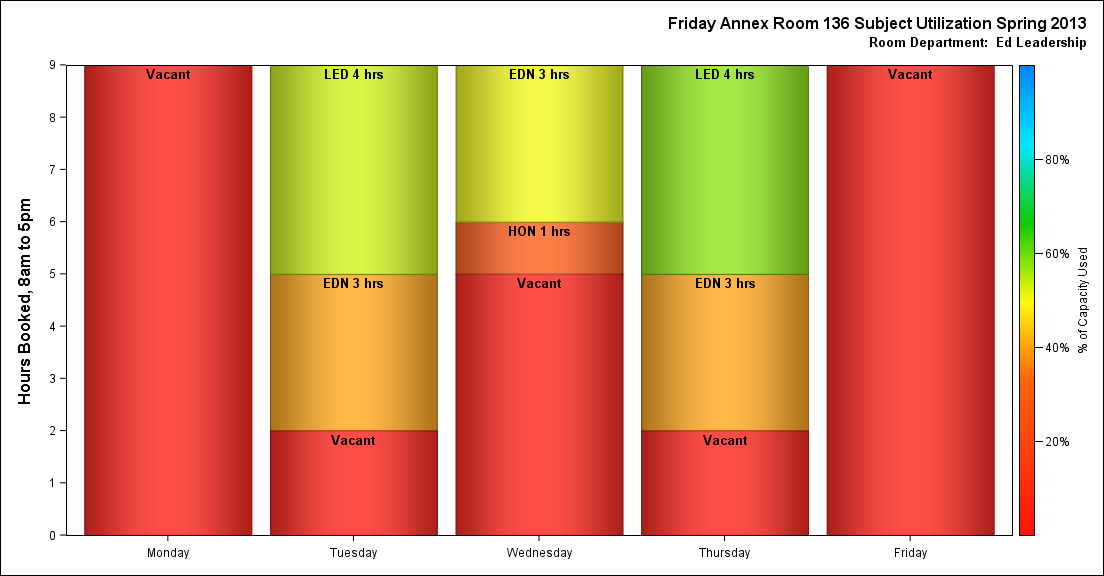 Friday Annex Room 136 Subject Utilization Spring 2013
Room Department: Ed Leadership
Hours Booked, 8am to 5pm
9
8
7
6
5
4
3
2
1
0
Vacant
LED 4 hrs
EDN 3 hrs
Vacant
EDN 3 hrs
HON 1 hrs
Vacant
LED 4 hrs
EDN 3 hrs
Vacant
Vacant
Monday
Tuesday
Wednesday
Thursday
Friday
80%
60%
40%
20%
% of Capacity Used